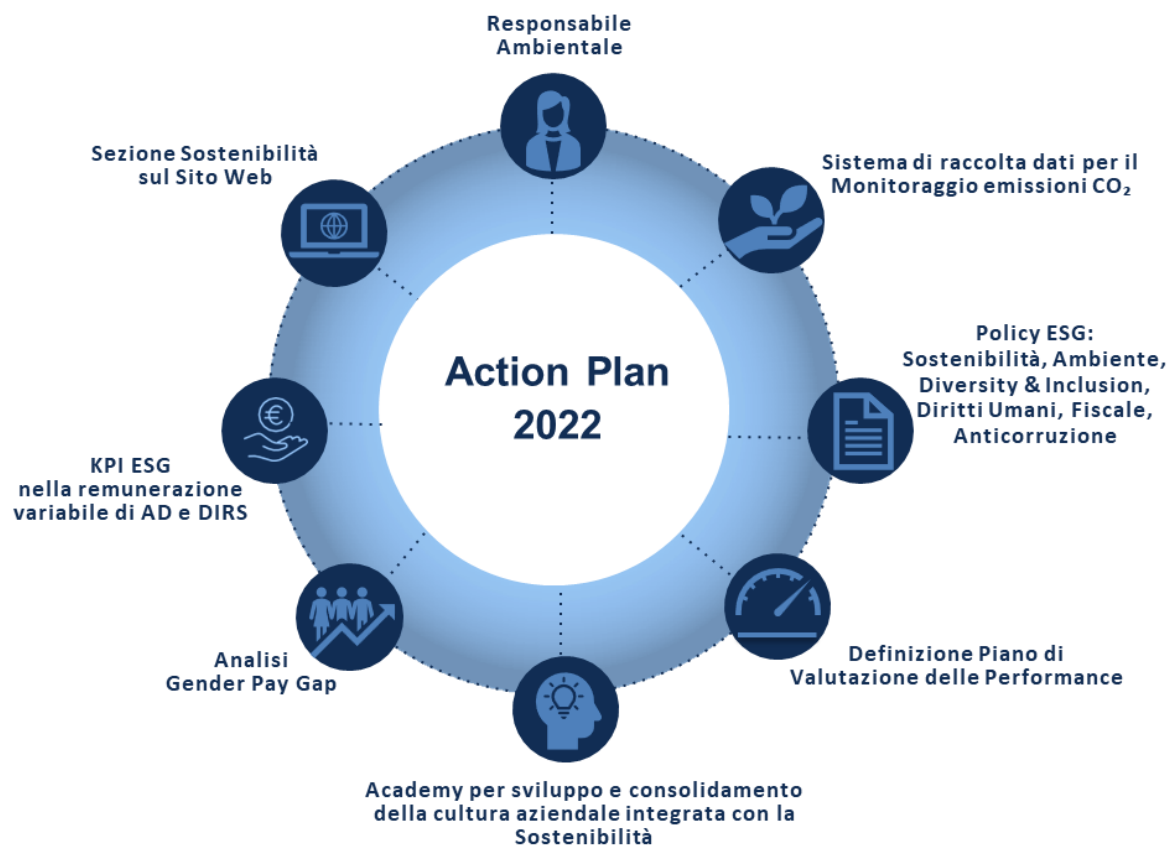 Responsabile
Ambientale
Sistema di raccolta dati per il
Monitoraggio emissioni CO₂
Policy ESG:
Sostenibilità, Ambiente,
Diversity & Inclusion,
Diritti Umani, Fiscale,
Anticorruzione
Definizione Piano di
Valutazione delle Performance
Academy per sviluppo e consolidamento
della cultura aziendale integrata con la
Sostenibilità
Analisi
Gender Pay Gap
KPI ESG
nella remunerazione
variabile di AD e DIRS
Sezione Sostenibilità
sul Sito Web
Action Plan
2022
€